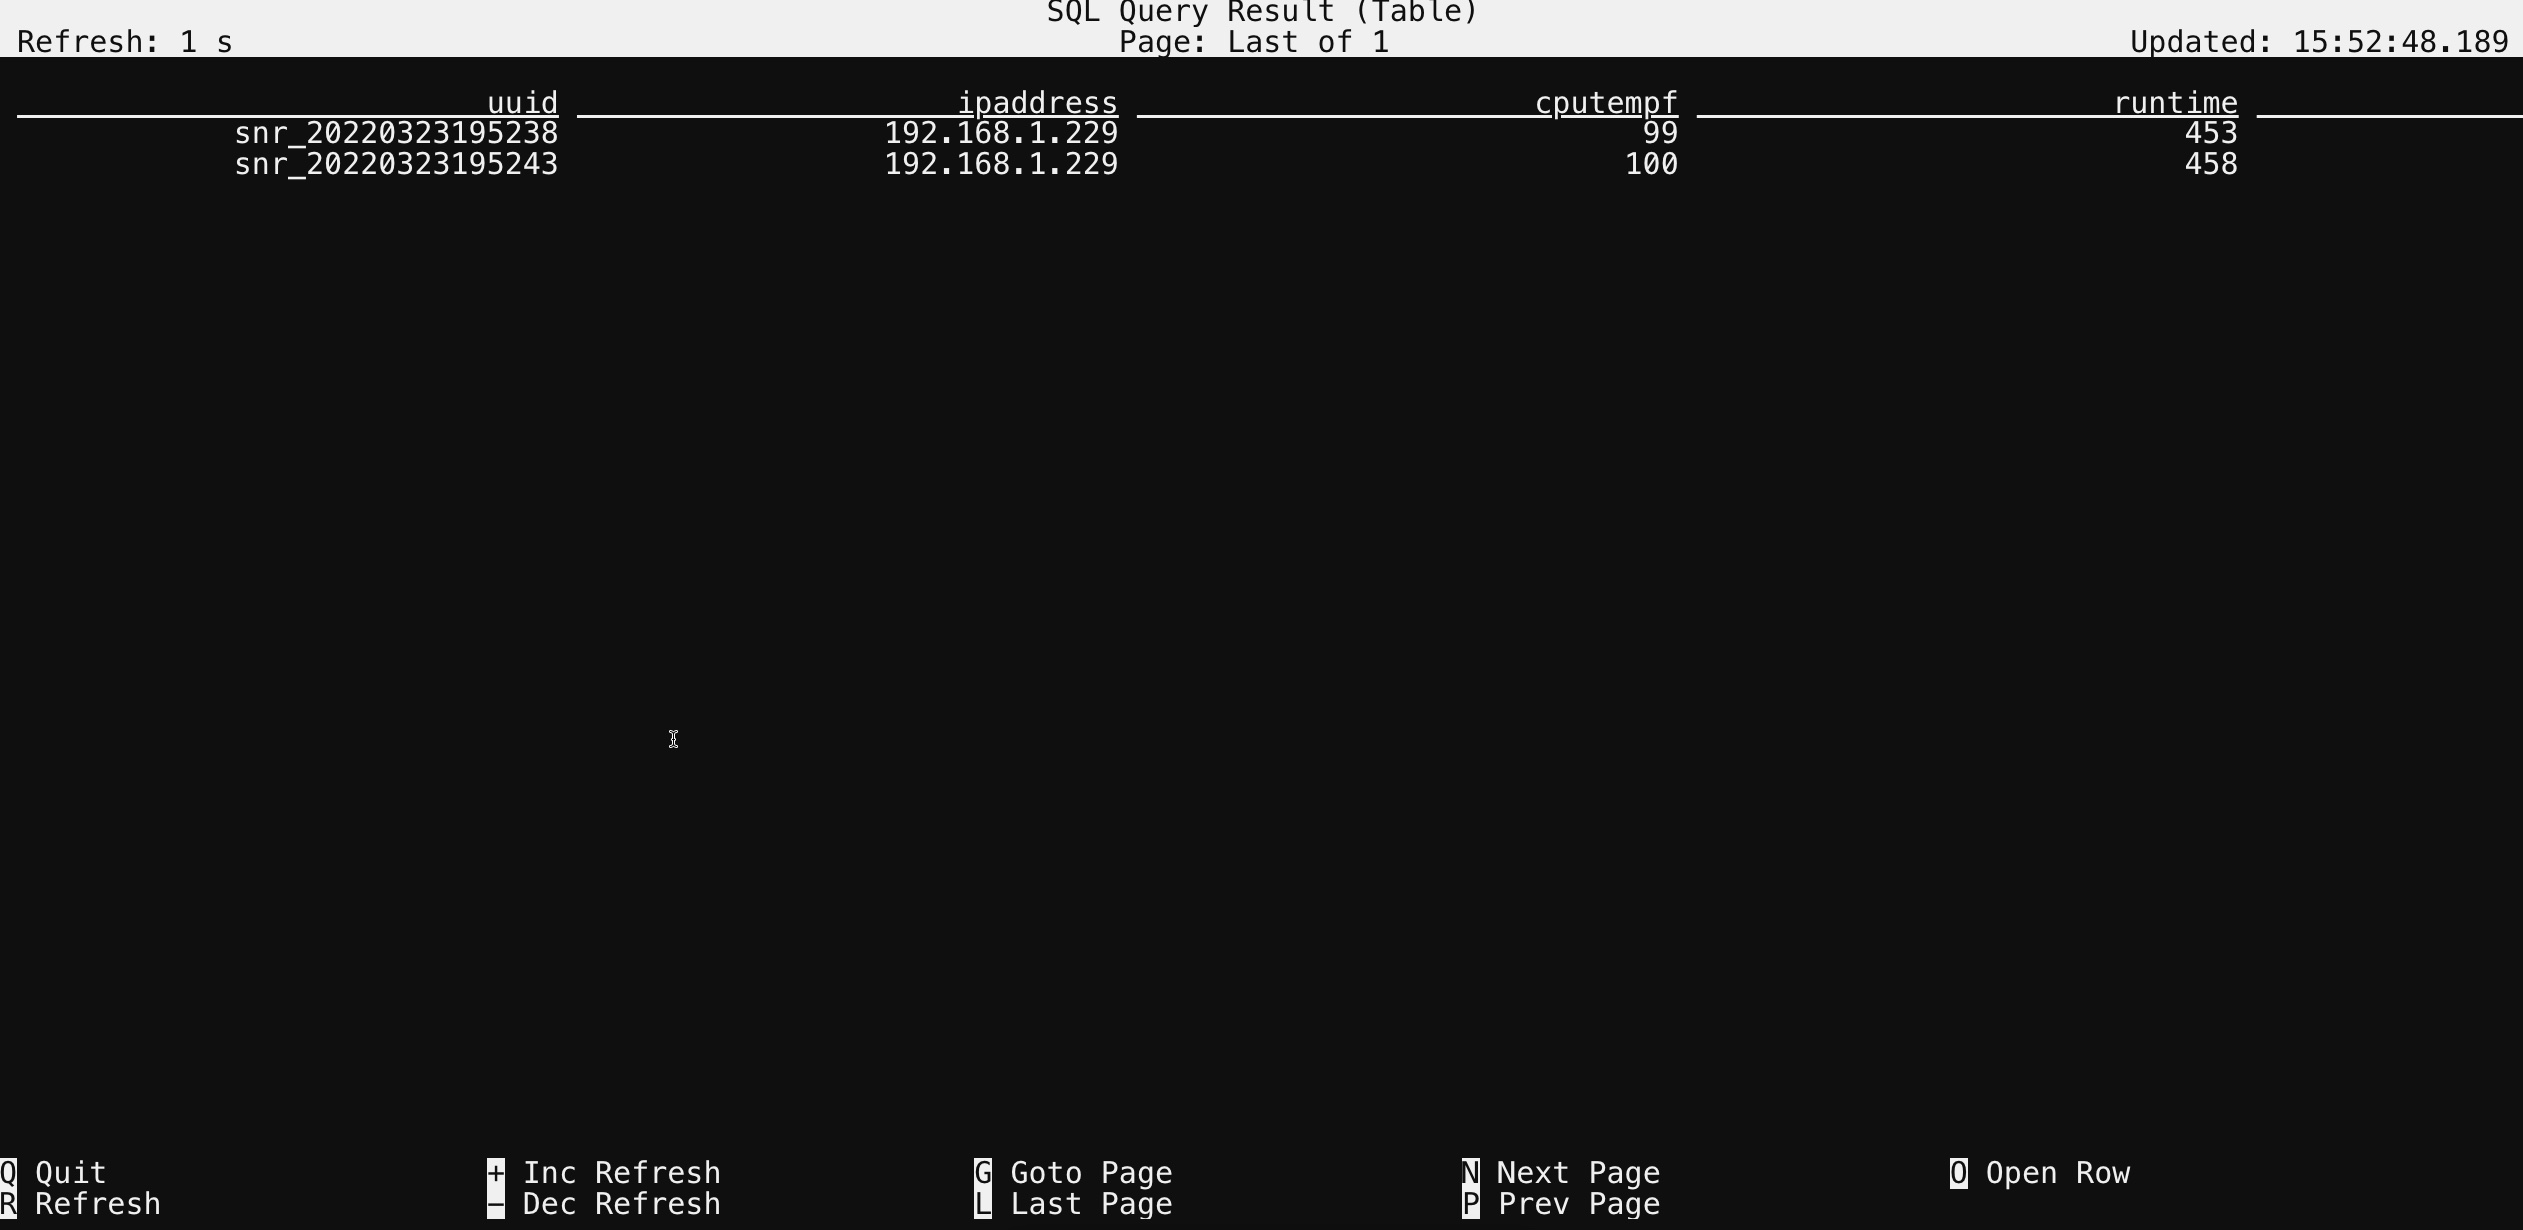 SQL Query Result (Table)
Refresh: 1 s Page: Last of 1 Updated: 15:52:48.189
uuid ipaddress cputempf runtime
snr_20220323195238 192.168.1.229 99 453
snr_20220323195243 192.168.1.229 100 458
Q Quit + Inc Refresh G Goto Page N Next Page O Open Row
R Refresh - Dec Refresh L Last Page P Prev Page